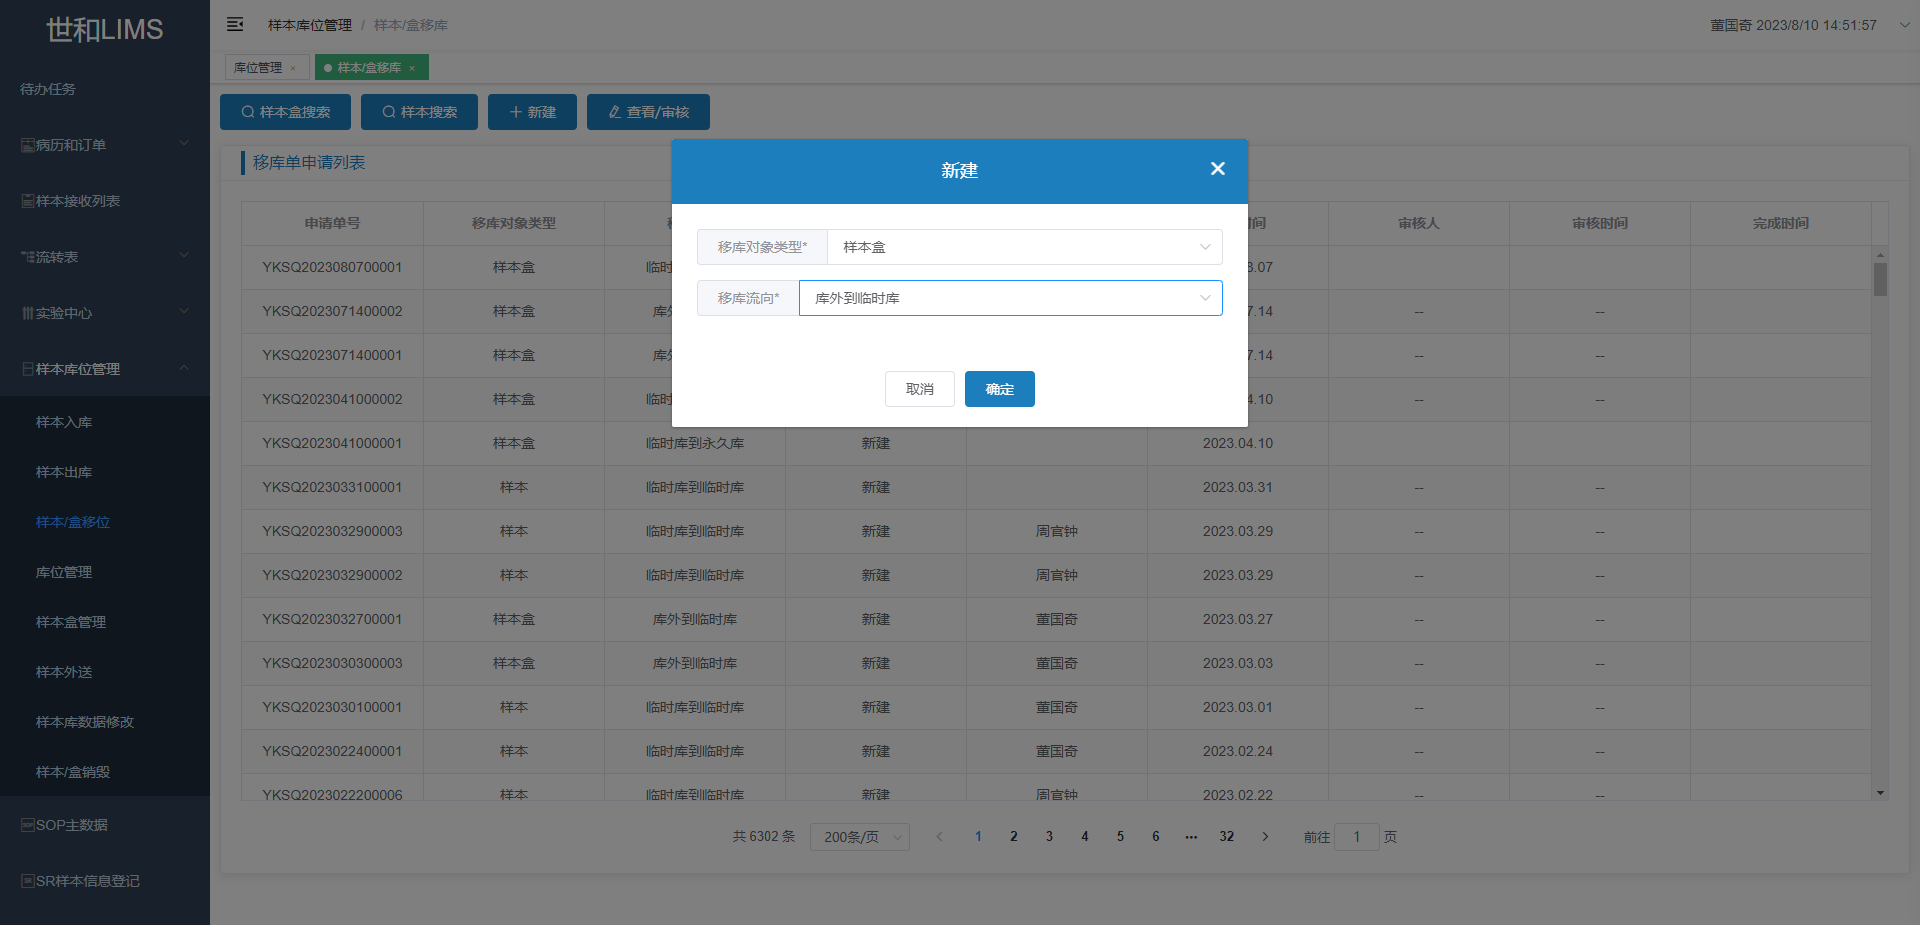 世和LIMS
待办任务
病历和订单
样本接收列表
流转表
实验中心
样本库位管理
样本入库
样本出库
样本/盒移位
库位管理
样本盒管理
样本外送
样本库数据修改
样本/盒销毁
SOP主数据
SR样本信息登记
样本库位管理 / 样本/盒移库
董国奇 2023/8/10 14:51:57
库位管理 ×
样本/盒移库 ×
样本盒搜索 样本搜索 新建 查看/审核
移库单申请列表
新建
移库对象类型* 样本盒
移库流向* 库外到临时库
取消 确定
申请单号 移库对象类型 间 审核人 审核时间 完成时间
YKSQ2023080700001 样本盒 临时 8.07
YKSQ2023071400002 样本盒 库外 7.14 -- --
YKSQ2023071400001 样本盒 库外 7.14 -- --
YKSQ2023041000002 样本盒 临时 4.10 -- --
YKSQ2023041000001 样本盒 临时库到永久库 新建 2023.04.10
YKSQ2023033100001 样本 临时库到临时库 新建 2023.03.31 -- --
YKSQ2023032900003 样本 临时库到临时库 新建 周官钟 2023.03.29 -- --
YKSQ2023032900002 样本 临时库到临时库 新建 周官钟 2023.03.29 -- --
YKSQ2023032700001 样本盒 库外到临时库 新建 董国奇 2023.03.27 -- --
YKSQ2023030300003 样本盒 库外到临时库 新建 董国奇 2023.03.03 -- --
YKSQ2023030100001 样本 临时库到临时库 新建 董国奇 2023.03.01 -- --
YKSQ2023022400001 样本 临时库到临时库 新建 董国奇 2023.02.24 -- --
YKSQ2023022200006 样本 临时库到临时库 新建 周官钟 2023.02.22 -- --
共 6302 条 200条/页 1 2 3 4 5 6 ··· 32 前往 1 页